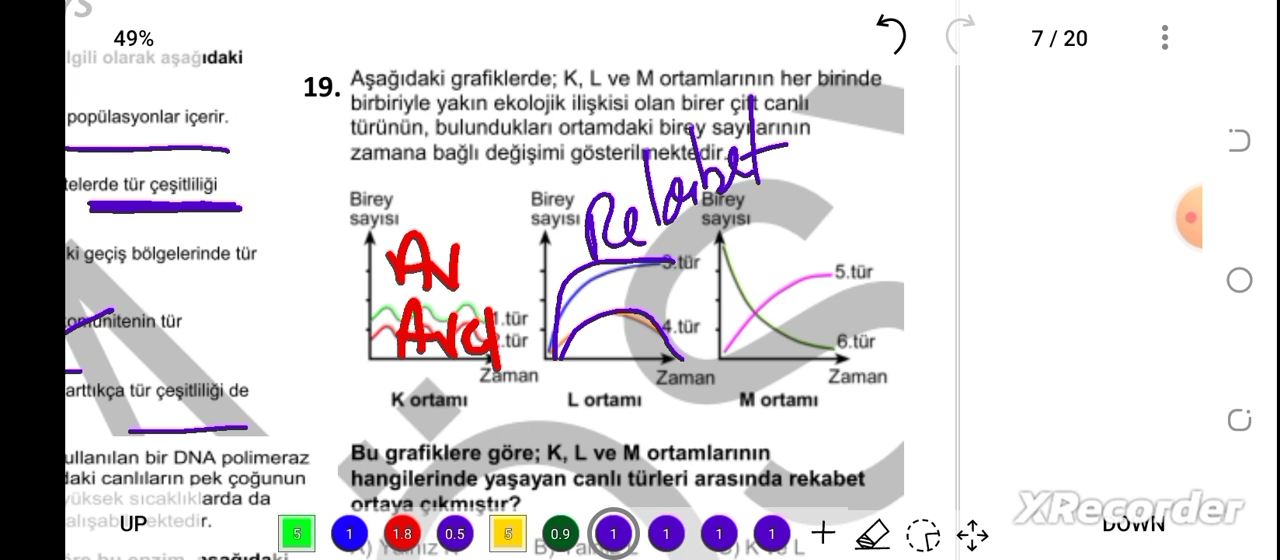 49%
7 / 20
lgili olarak aşağıdaki
popülasyonlar içerir.
telerde tür çeşitliliği
ki geçiş bölgelerinde tür
omunitenin tür
arttıkça tür çeşitliliği de
ullanılan bir DNA polimeraz
daki canlıların pek çoğunun
yüksek sıcaklıklarda da
alışabilmektedir.
19. Aşağıdaki grafiklerde; K, L ve M ortamlarının her birinde
birbiriyle yakın ekolojik ilişkisi olan birer çift canlı
türünün, bulundukları ortamdaki birey sayılarının
zamana bağlı değişimi gösterilmektedir.
Rekabet
Birey
sayısı
AV
Avcı
1.tür
2.tür
Zaman
K ortamı
Birey
sayısı
3.tür
4.tür
Zaman
L ortamı
Birey
sayısı
5.tür
6.tür
Zaman
M ortamı
Bu grafiklere göre; K, L ve M ortamlarının
hangilerinde yaşayan canlı türleri arasında rekabet
ortaya çıkmıştır?
UP
5 1 1.8 0.5 5 0.9 1 1 1 1
DOWN
XRecorder